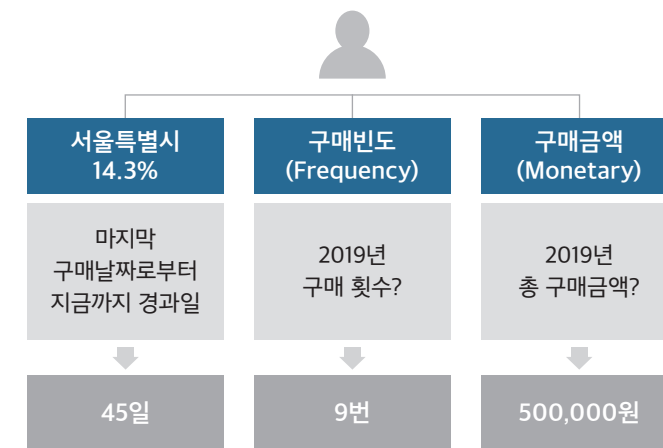 서울특별시
14.3%
구매빈도
(Frequency)
구매금액
(Monetary)
마지막
구매날짜로부터
지금까지 경과일
2019년
구매 횟수?
2019년
총 구매금액?
45일
9번
500,000원